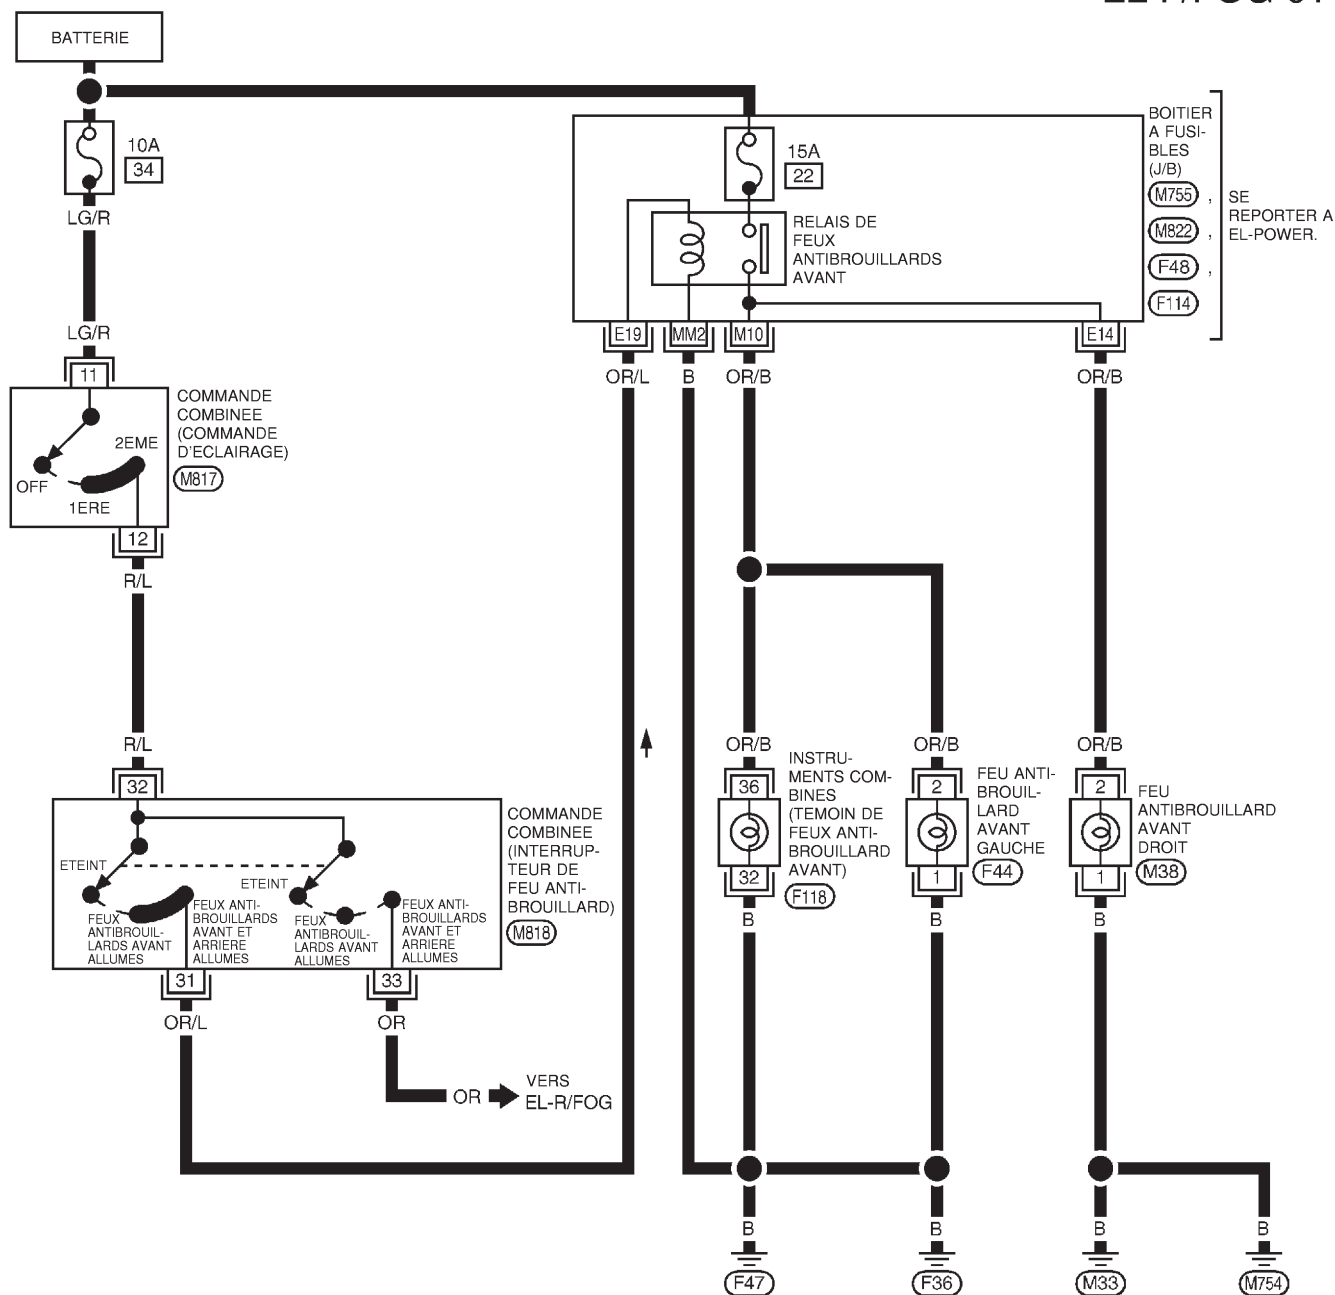 BATTERIE
10A
34
LG/R
LG/R
11
COMMANDE
COMBINEE
(COMMANDE
D'ECLAIRAGE)
M817
2EME
OFF
1ERE
12
R/L
R/L
32
COMMANDE
COMBINEE
(INTERRUP-
TEUR DE
FEU ANTI-
BROUILLARD)
M818
ETEINT
ETEINT
FEUX
ANTIBROUIL-
LARDS AVANT
ALLUMES
FEUX ANTI-
BROUILLARDS
AVANT ET
ARRIERE
ALLUMES
FEUX
ANTIBROUIL-
LARDS AVANT
ALLUMES
FEUX ANTI-
BROUILLARDS
AVANT ET
ARRIERE
ALLUMES
31
33
OR/L
OR
OR
VERS
EL-R/FOG
15A
22
RELAIS DE
FEUX
ANTIBROUILLARDS
AVANT
BOITIER
A FUSI-
BLES
(J/B)
M755 ,
M822 ,
F48 ,
F114
SE
REPORTER A
EL-POWER.
E19
MM2
M10
E14
OR/L
B
OR/B
OR/B
OR/B
OR/B
OR/B
36
2
2
INSTRU-
MENTS COM-
BINES
(TEMOIN DE
FEUX ANTI-
BROUILLARD
AVANT)
F118
FEU ANTI-
BROUIL-
LARD
AVANT
GAUCHE
F44
FEU
ANTIBROUILLARD
AVANT
DROIT
M38
32
1
1
B
B
B
B
B
B
B
F47
F36
M33
M754